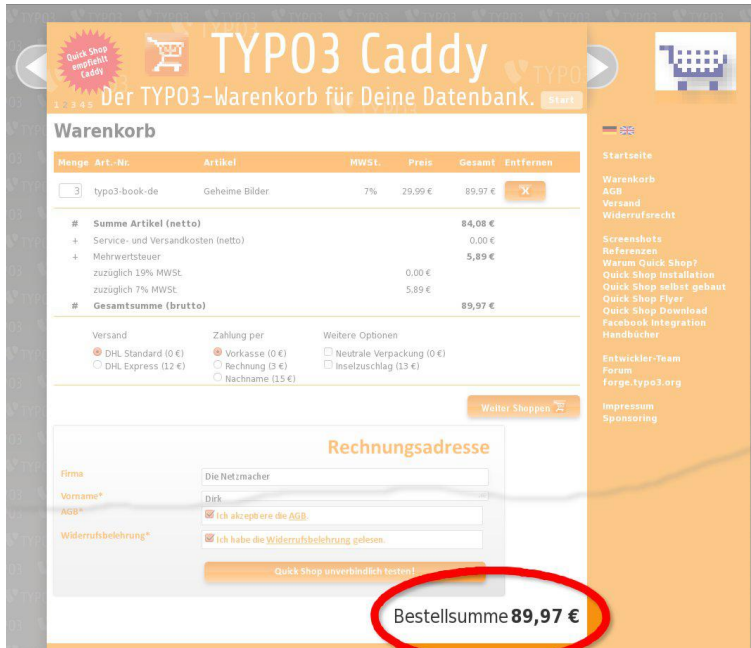 Quick Shop
empfiehlt
Caddy
TYPO3 Caddy
1 2 3 4 5 Der TYPO3-Warenkorb für Deine Datenbank. Start
Warenkorb
Menge Art.-Nr. Artikel MWSt. Preis Gesamt Entfernen
3 typo3-book-de Geheime Bilder 7% 29,99 € 89,97 € X
# Summe Artikel (netto) 84,08 €
+ Service- und Versandkosten (netto) 0,00 €
+ Mehrwertsteuer 5,89 €
zuzüglich 19% MWSt. 0,00 €
zuzüglich 7% MWSt. 5,89 €
# Gesamtsumme (brutto) 89,97 €
Versand Zahlung per Weitere Optionen
DHL Standard (0 €) Vorkasse (0 €) Neutrale Verpackung (0 €)
DHL Express (12 €) Rechnung (3 €) Inselzuschlag (13 €)
Nachname (15 €)
Weiter Shoppen
Rechnungsadresse
Firma Die Netzmacher
Vorname* Dirk
AGB* Ich akzeptiere die AGB.
Widerrufsbelehrung* Ich habe die Widerrufsbelehrung gelesen.
Quick Shop unverbindlich testen!
Bestellsumme 89,97 €
Startseite
Warenkorb
AGB
Versand
Widerrufsrecht
Screenshots
Referenzen
Warum Quick Shop?
Quick Shop Installation
Quick Shop selbst gebaut
Quick Shop Flyer
Quick Shop Download
Facebook Integration
Handbücher
Entwickler-Team
Forum
forge.typo3.org
Impressum
Sponsoring